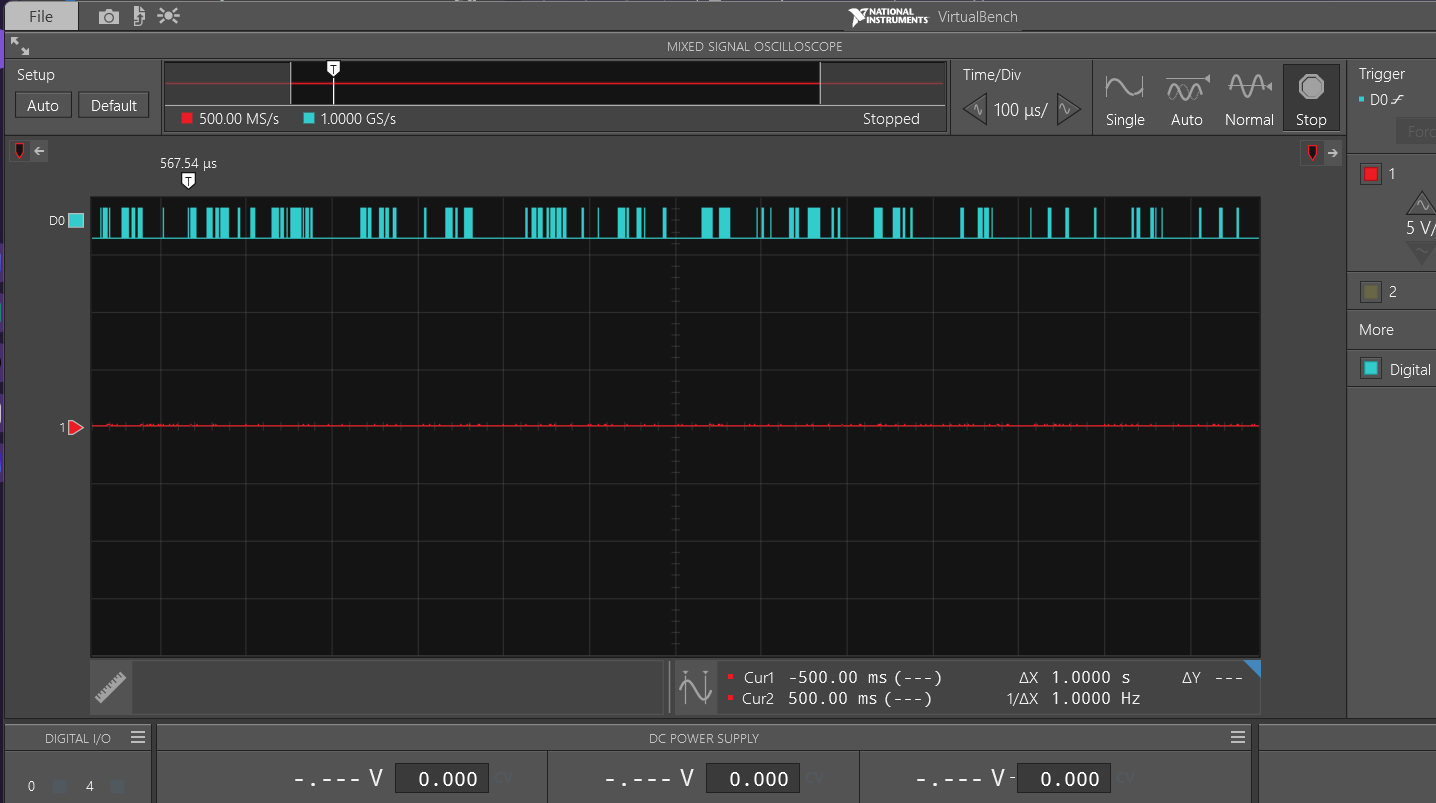 File
NATIONAL INSTRUMENTS VirtualBench
MIXED SIGNAL OSCILLOSCOPE
Setup
Auto Default
T
500.00 MS/s 1.0000 GS/s Stopped
Time/Div
100 µs/
Single Auto Normal Stop
Trigger
D0
Forc
567.54 µs
T
D0
1
1
5 V/
2
More
Digital
Cur1 -500.00 ms (---) ΔX 1.0000 s ΔY ---
Cur2 500.00 ms (---) 1/ΔX 1.0000 Hz
DIGITAL I/O
DC POWER SUPPLY
0 4
-.--- V 0.000 CV
-.--- V 0.000 CV
-.--- V - 0.000 CV